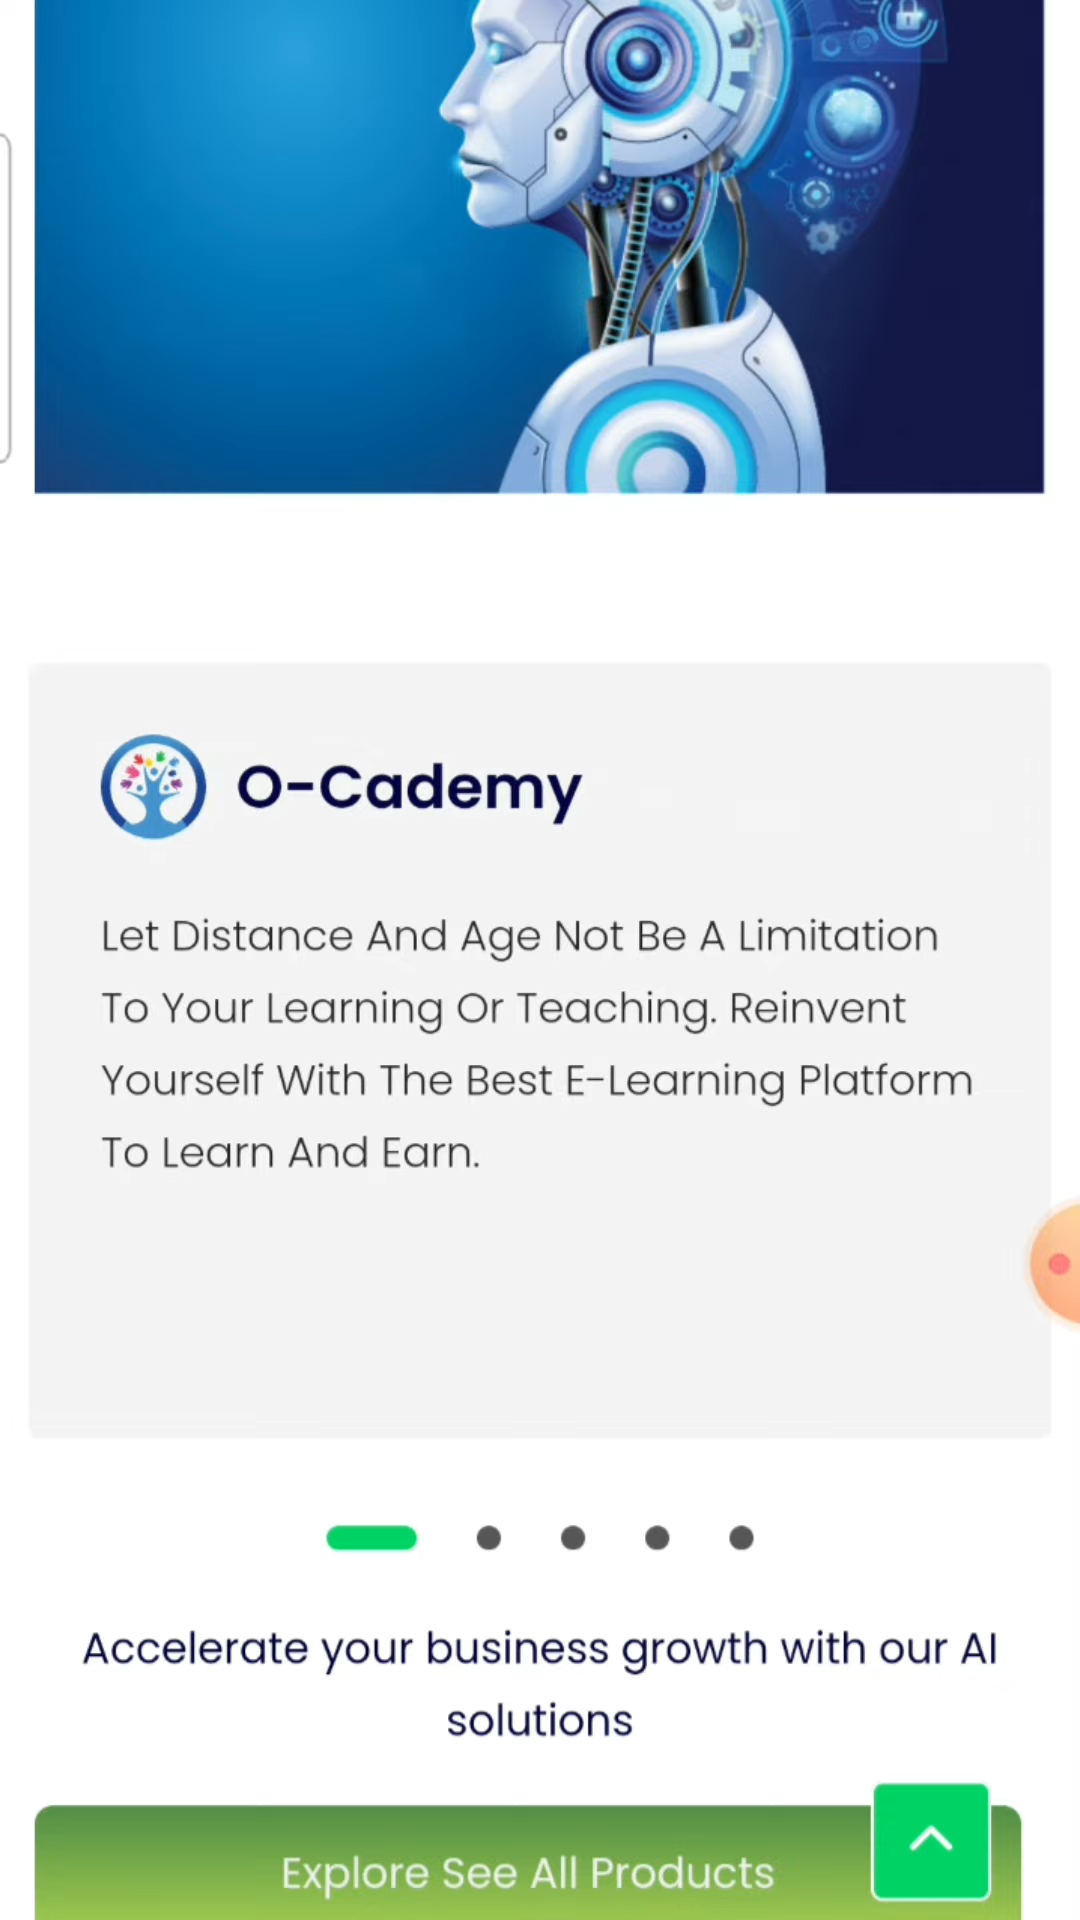 O-Cademy
Let Distance And Age Not Be A Limitation
To Your Learning Or Teaching. Reinvent
Yourself With The Best E-Learning Platform
To Learn And Earn.
Accelerate your business growth with our AI
solutions
Explore See All Products